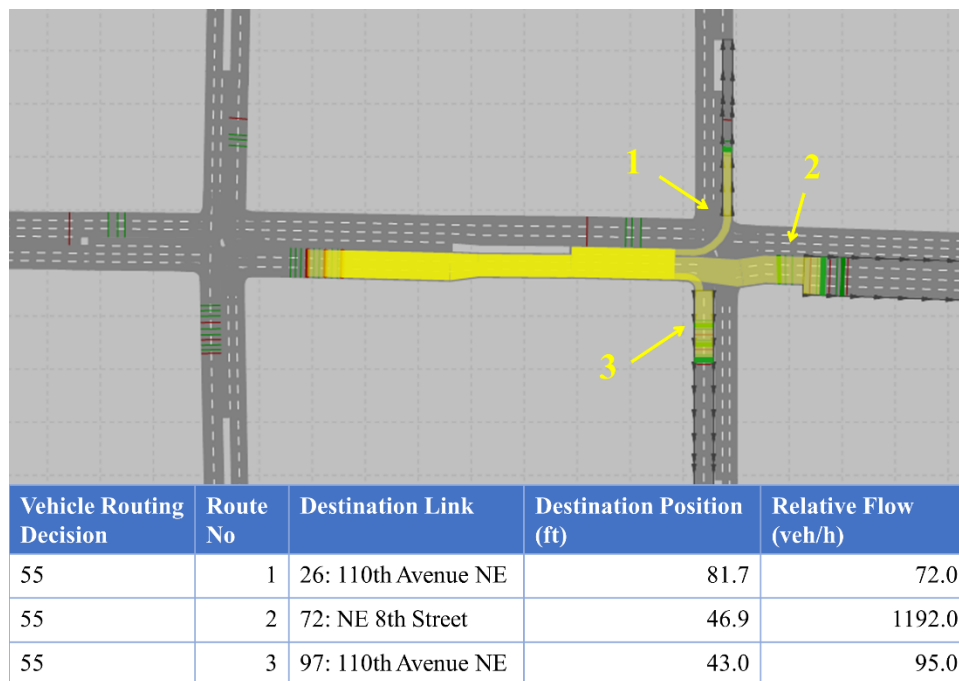 1
2
3
Vehicle Routing Decision Route No Destination Link Destination Position (ft) Relative Flow (veh/h)
55 1 26: 110th Avenue NE 81.7 72.0
55 2 72: NE 8th Street 46.9 1192.0
55 3 97: 110th Avenue NE 43.0 95.0